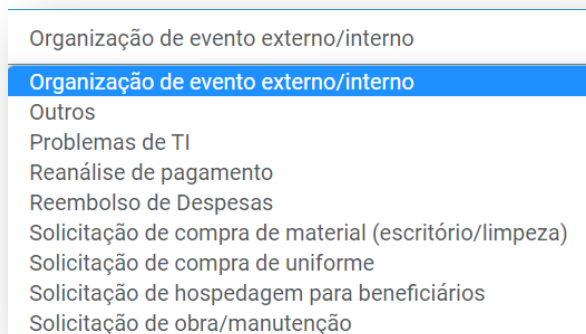 Organização de evento externo/interno
Organização de evento externo/interno
Outros
Problemas de TI
Reanálise de pagamento
Reembolso de Despesas
Solicitação de compra de material (escritório/limpeza)
Solicitação de compra de uniforme
Solicitação de hospedagem para beneficiários
Solicitação de obra/manutenção